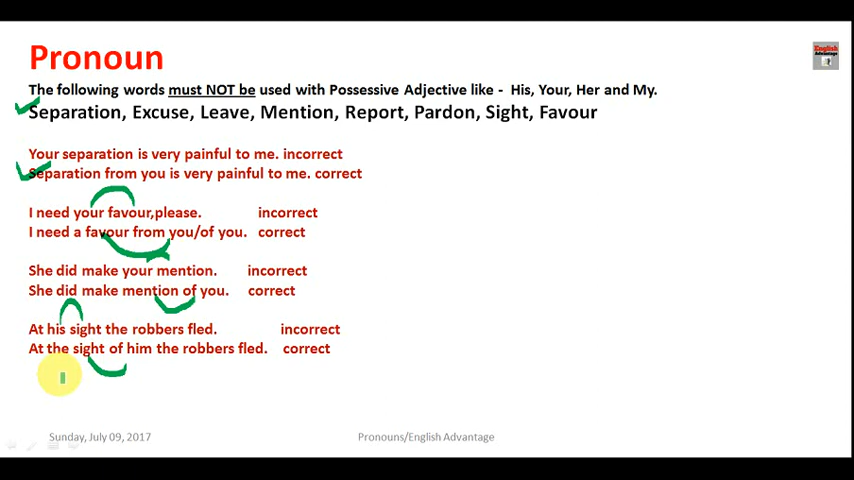 Pronoun
English
Advantage
The following words must NOT be used with Possessive Adjective like - His, Your, Her and My.
Separation, Excuse, Leave, Mention, Report, Pardon, Sight, Favour
Your separation is very painful to me. incorrect
Separation from you is very painful to me. correct
I need your favour,please. incorrect
I need a favour from you/of you. correct
She did make your mention. incorrect
She did make mention of you. correct
At his sight the robbers fled. incorrect
At the sight of him the robbers fled. correct
Sunday, July 09, 2017
Pronouns/English Advantage